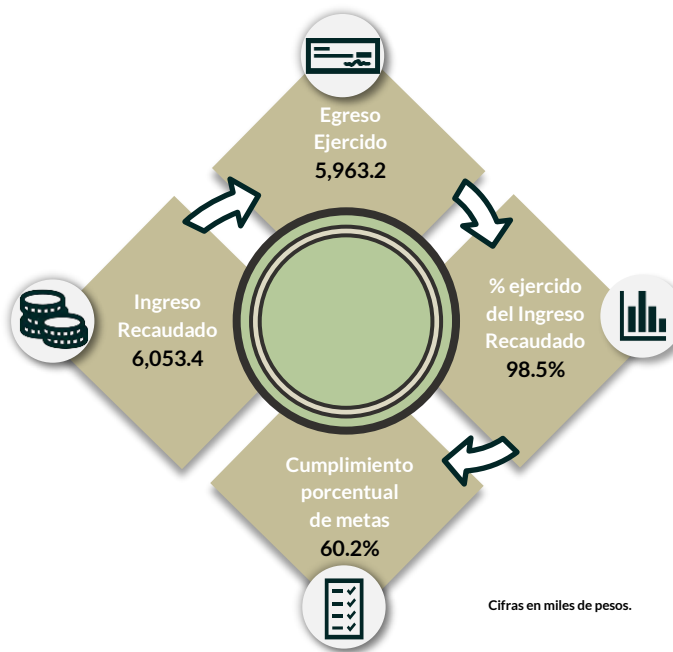 Egreso
Ejercido
5,963.2
Ingreso
Recaudado
6,053.4
% ejercido
del Ingreso
Recaudado
98.5%
Cumplimiento
porcentual
de metas
60.2%
Cifras en miles de pesos.